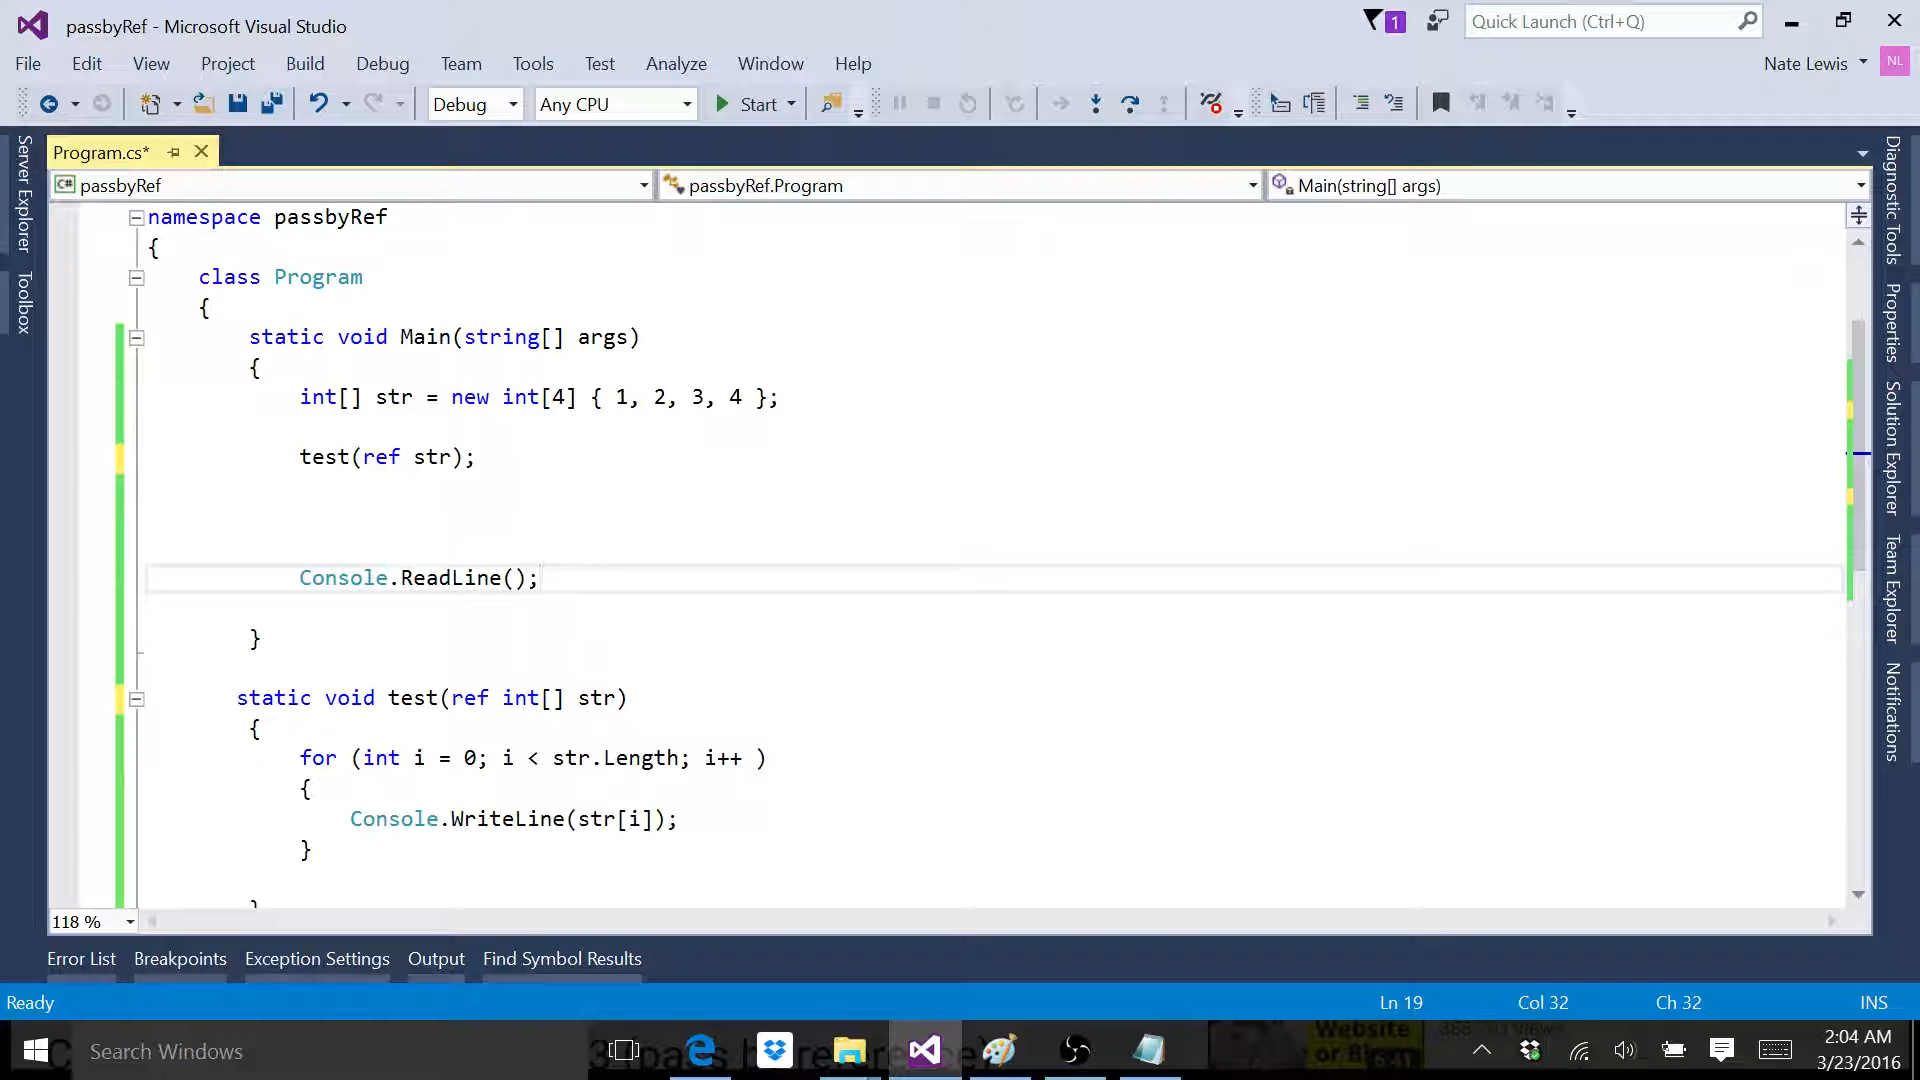 passbyRef - Microsoft Visual Studio
1
Quick Launch (Ctrl+Q)
File Edit View Project Build Debug Team Tools Test Analyze Window Help
Nate Lewis
NL
Debug
Any CPU
Start
Server Explorer
Toolbox
Program.cs*
C# passbyRef
passbyRef.Program
Main(string[] args)
namespace passbyRef
{
class Program
{
static void Main(string[] args)
{
int[] str = new int[4] { 1, 2, 3, 4 };
test(ref str);
Console.ReadLine();
}
static void test(ref int[] str)
{
for (int i = 0; i < str.Length; i++ )
{
Console.WriteLine(str[i]);
}
118 %
Diagnostic Tools
Properties
Solution Explorer
Team Explorer
Notifications
Error List Breakpoints Exception Settings Output Find Symbol Results
Ready
Ln 19 Col 32 Ch 32 INS
Search Windows
Website
2:04 AM
3/23/2016